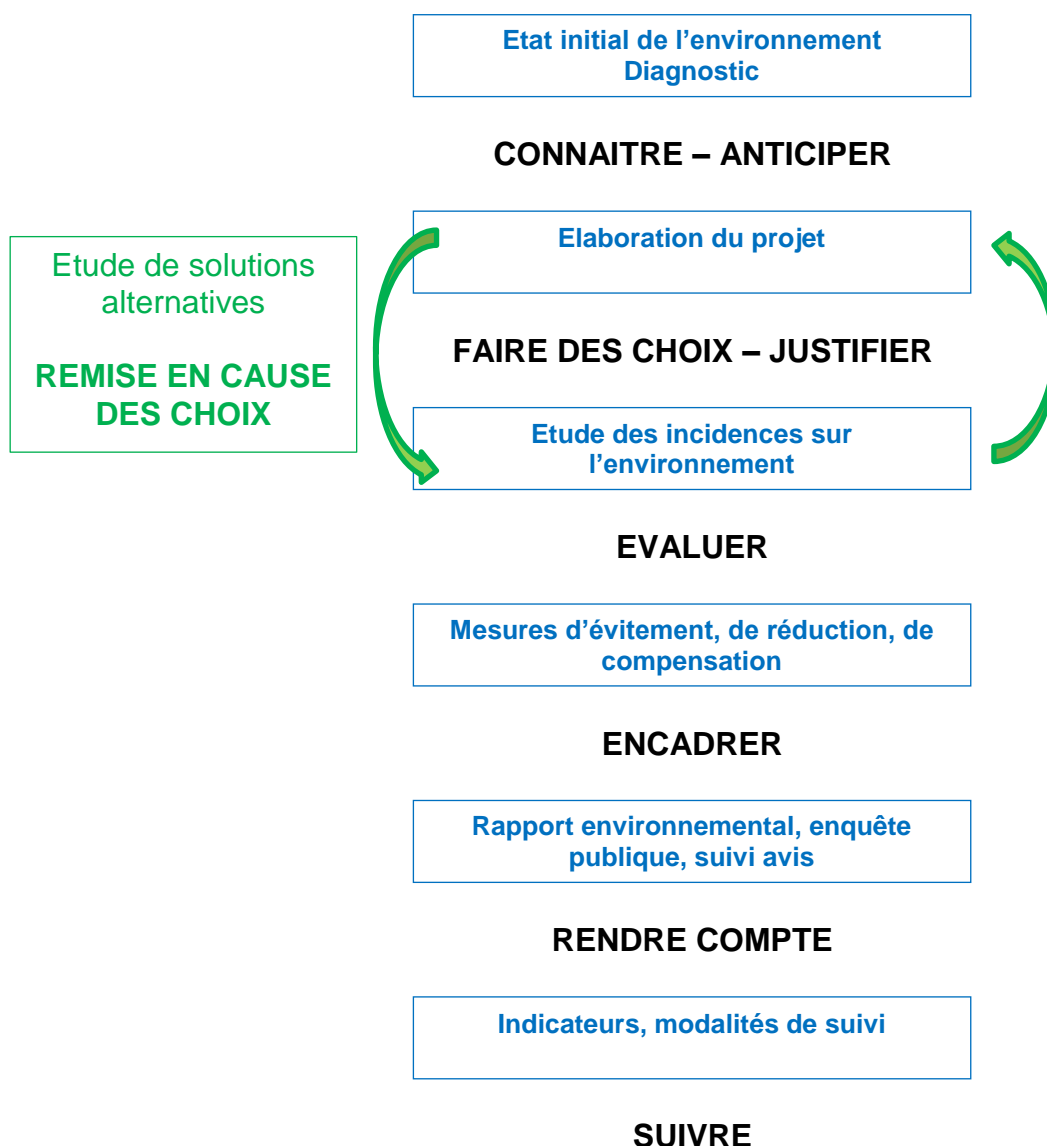 Etat initial de l’environnement
Diagnostic
CONNAITRE – ANTICIPER
Elaboration du projet
Etude de solutions
alternatives
REMISE EN CAUSE
DES CHOIX
FAIRE DES CHOIX – JUSTIFIER
Etude des incidences sur
l’environnement
EVALUER
Mesures d’évitement, de réduction, de
compensation
ENCADRER
Rapport environnemental, enquête
publique, suivi avis
RENDRE COMPTE
Indicateurs, modalités de suivi
SUIVRE